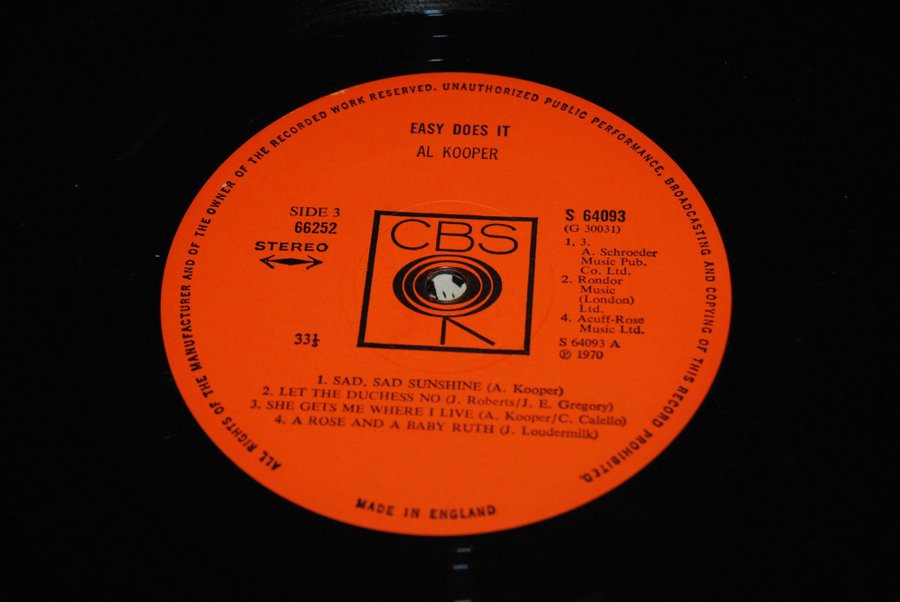 ALL RIGHTS OF THE MANUFACTURER AND OF THE OWNER OF THE RECORDED WORK RESERVED. UNAUTHORIZED PUBLIC PERFORMANCE, BROADCASTING AND COPYING OF THIS RECORD PROHIBITED.
EASY DOES IT
AL KOOPER
SIDE 3
66252
STEREO
33⅓
CBS
S 64093
(G 30031)
1, 3.
A. Schroeder
Music Pub.
Co. Ltd.
2. Rondor
Music
(London)
Ltd.
4. Acuff-Rose
Music Ltd.
S 64093 A
℗ 1970
1. SAD, SAD SUNSHINE (A. Kooper)
2. LET THE DUCHESS NO (J. Roberts/J. E. Gregory)
3. SHE GETS ME WHERE I LIVE (A. Kooper/C. Calello)
4. A ROSE AND A BABY RUTH (J. Loudermilk)
MADE IN ENGLAND